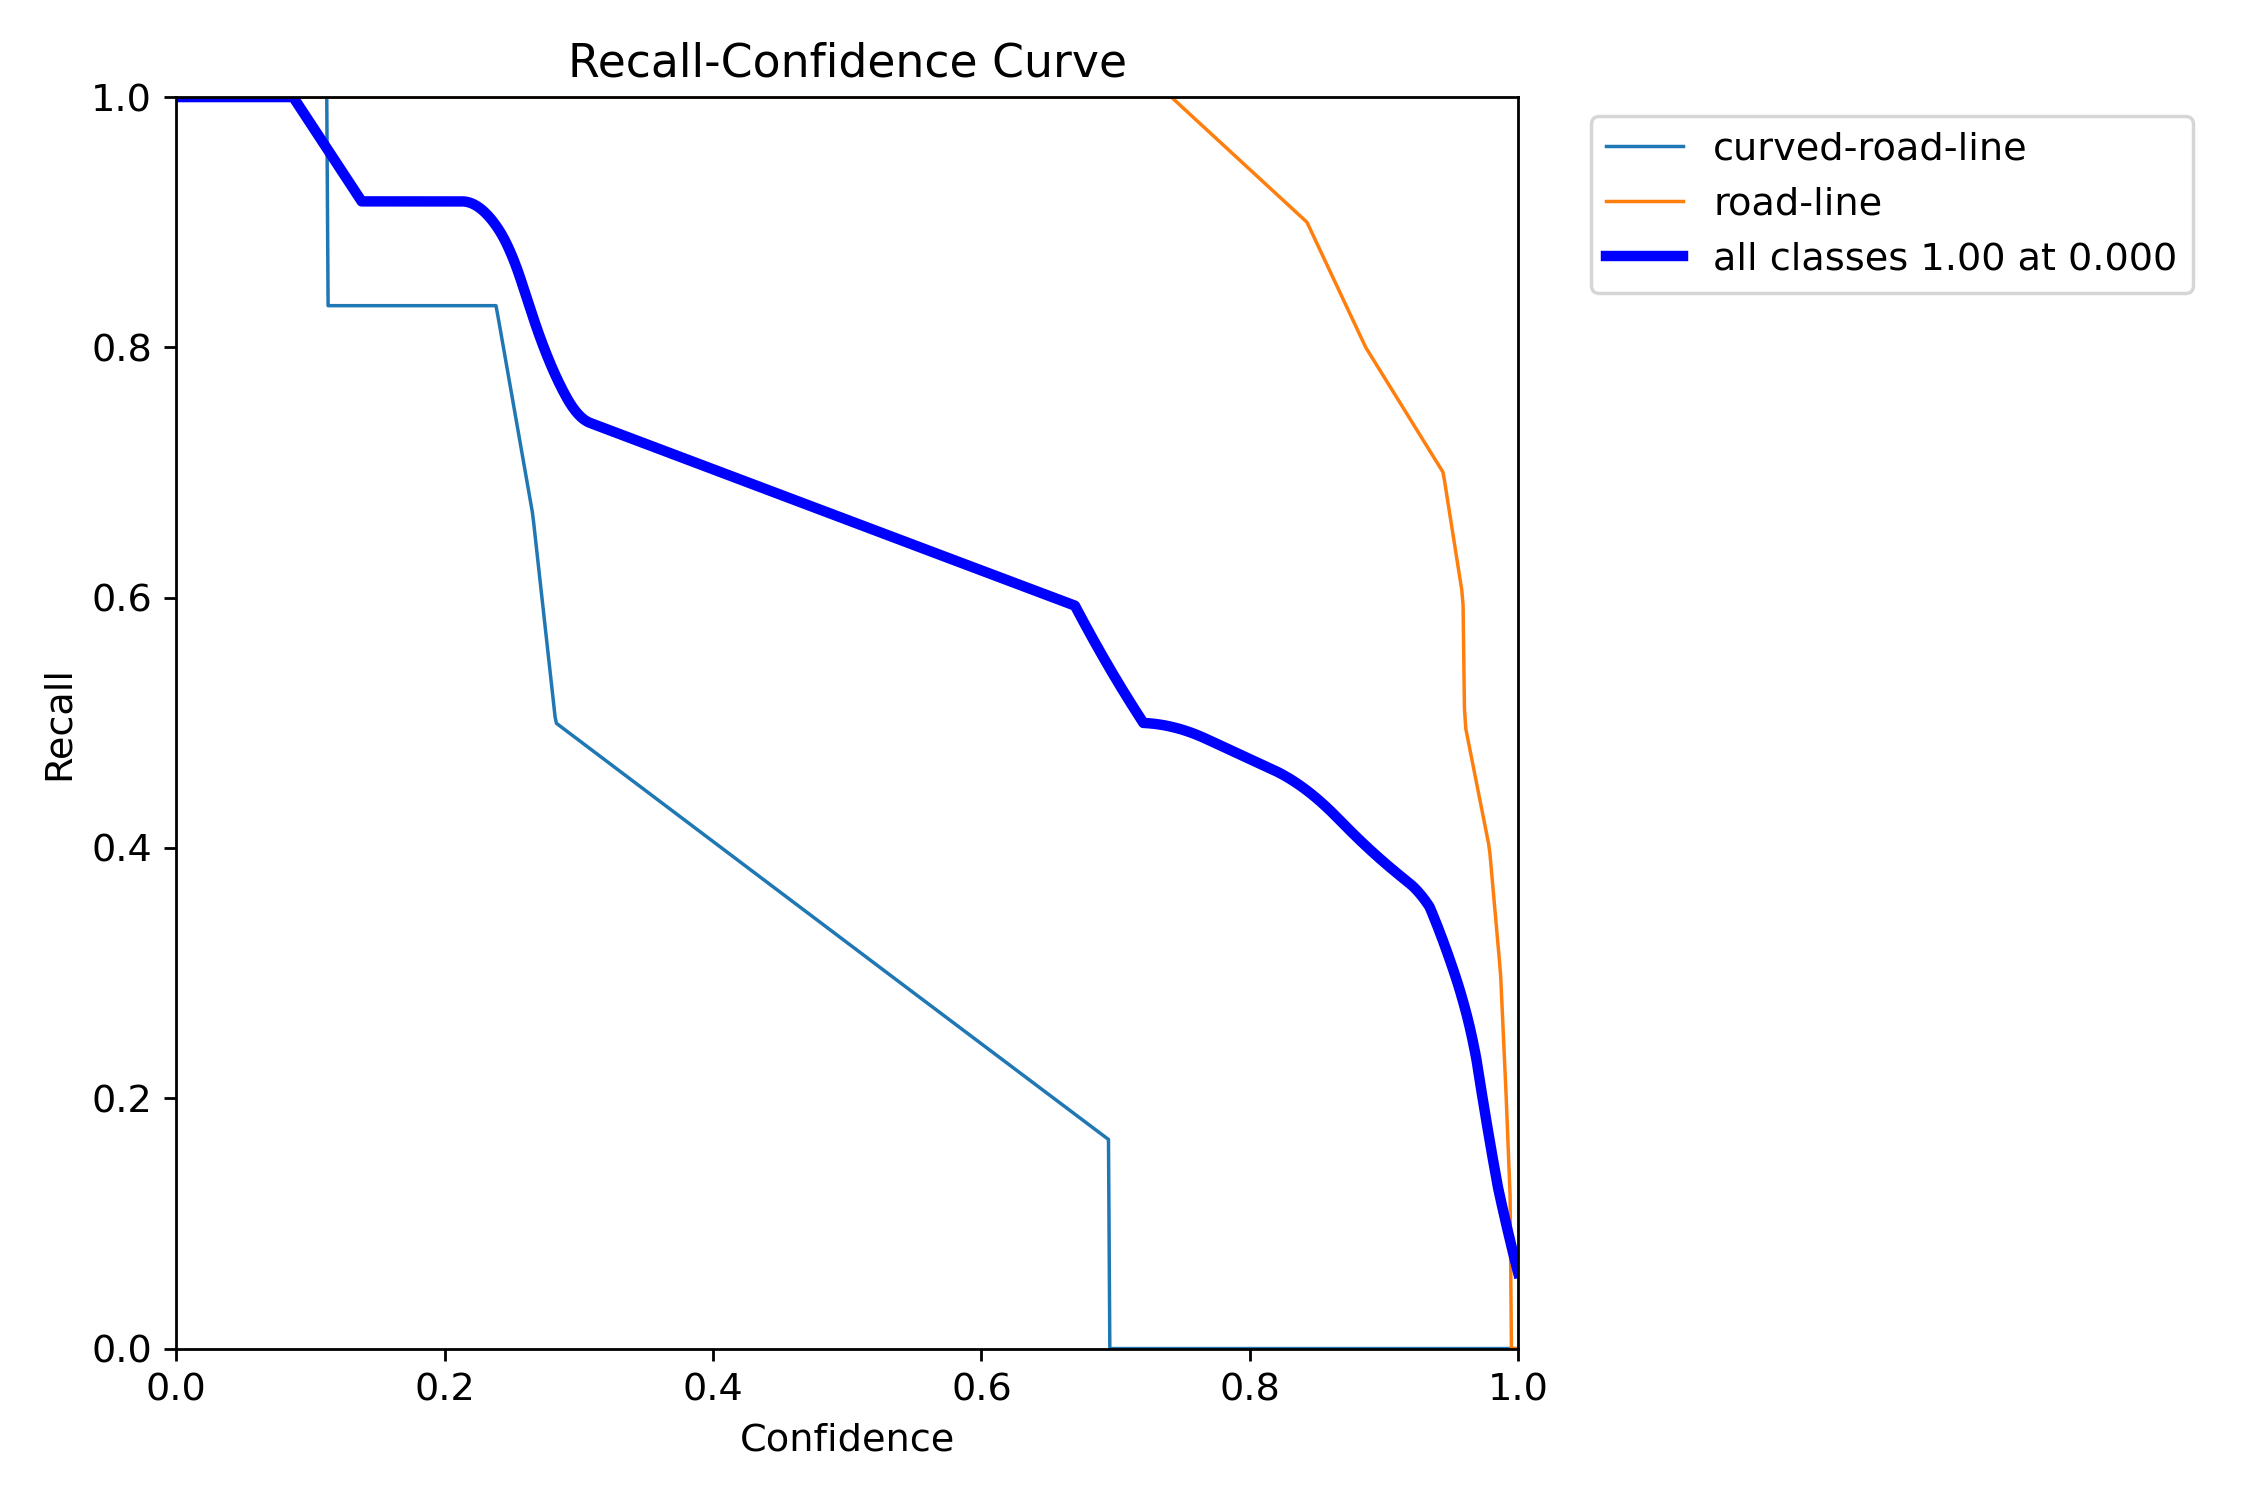 Recall-Confidence Curve
1.0
0.8
0.6
0.4
0.2
0.0
Recall
0.0 0.2 0.4 0.6 0.8 1.0
Confidence
curved-road-line
road-line
all classes 1.00 at 0.000